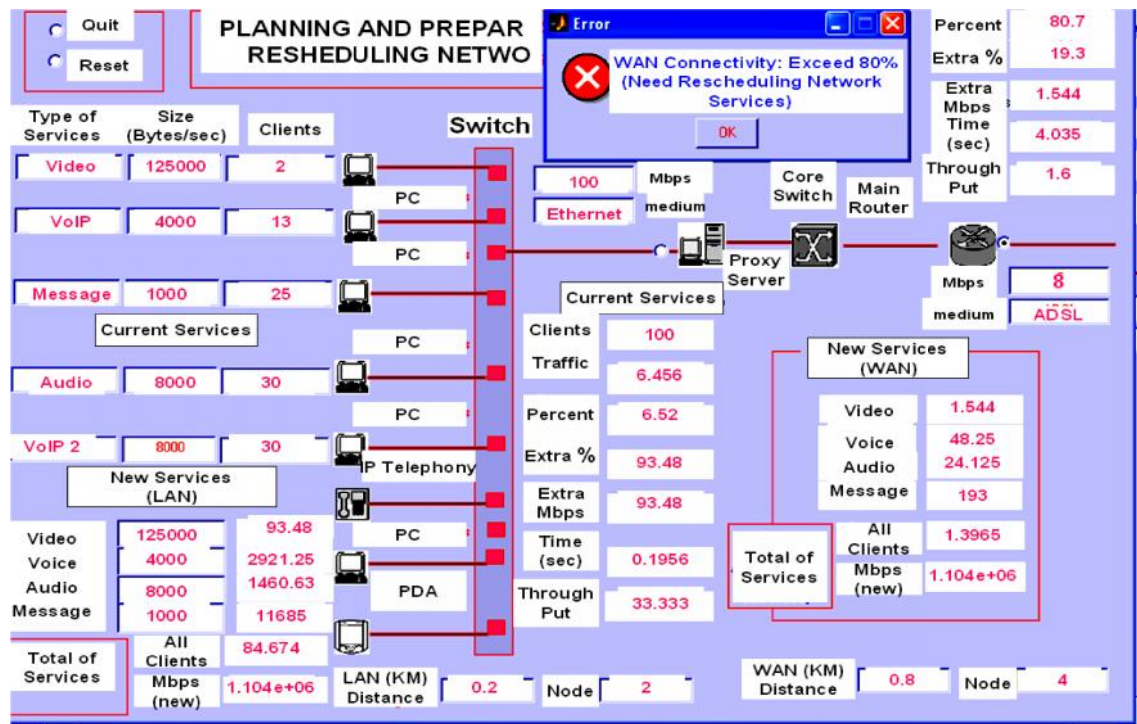 Quit
Reset
PLANNING AND PREPAR
RESHEDULING NETWO
Error
WAN Connectivity: Exceed 80%
(Need Rescheduling Network
Services)
OK
Percent 80.7
Extra % 19.3
Extra
Mbps 1.544
Time
(sec) 4.035
Through
Put 1.6
Type of
Services
Size
(Bytes/sec)
Clients
Switch
Video 125000 2
PC
VoIP 4000 13
PC
Message 1000 25
Current Services
PC
Audio 8000 30
PC
VoIP 2 8000 30
IP Telephony
New Services
(LAN)
PC
PDA
Video 125000 93.48
Voice 4000 2921.25
Audio 8000 1460.63
Message 1000 11685
Total of
Services
All
Clients 84.674
Mbps
(new) 1.104e+06
LAN (KM)
Distance 0.2
Node 2
100 Mbps
Ethernet medium
Core
Switch
Main
Router
Proxy
Server
Mbps 8
medium ADSL
Current Services
Clients 100
Traffic 6.456
Percent 6.52
Extra % 93.48
Extra
Mbps 93.48
Time
(sec) 0.1956
Through
Put 33.333
New Services
(WAN)
Video 1.544
Voice 48.25
Audio 24.125
Message 193
Total of
Services
All
Clients 1.3965
Mbps
(new) 1.104e+06
WAN (KM)
Distance 0.8
Node 4